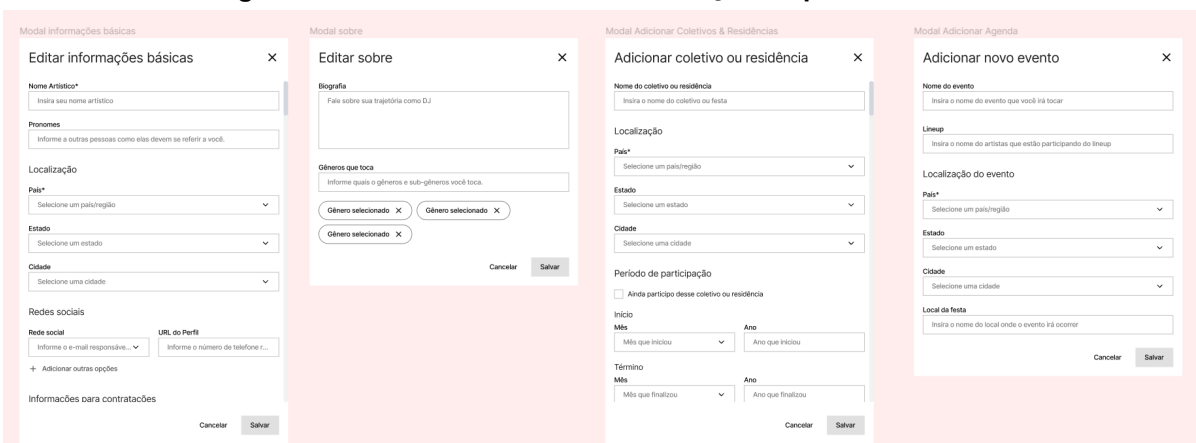 Modal informações básicas
Editar informações básicas
Nome Artístico*
Insira seu nome artístico
Pronomes
Informe a outras pessoas como elas devem se referir a você.
Localização
País*
Selecione um país/região
Estado
Selecione um estado
Cidade
Selecione uma cidade
Redes sociais
Rede social
URL do Perfil
Informe o e-mail responsáve...
Informe o número de telefone r...
+ Adicionar outras opções
Informações para contratações
Cancelar
Salvar
Modal sobre
Editar sobre
Biografia
Fale sobre sua trajetória como DJ
Gêneros que toca
Informe quais o gêneros e sub-gêneros você toca.
Gênero selecionado
Gênero selecionado
Gênero selecionado
Cancelar
Salvar
Modal Adicionar Coletivos & Residências
Adicionar coletivo ou residência
Nome do coletivo ou residência
Insira o nome do coletivo ou festa
Localização
País*
Selecione um país/região
Estado
Selecione um estado
Cidade
Selecione uma cidade
Período de participação
Ainda participo desse coletivo ou residência
Início
Mês
Ano
Mês que iniciou
Ano que iniciou
Término
Mês
Ano
Mês que finalizou
Ano que finalizou
Cancelar
Salvar
Modal Adicionar Agenda
Adicionar novo evento
Nome do evento
Insira o nome do evento que você irá tocar
Lineup
Insira o nome do artistas que estão participando do lineup
Localização do evento
País*
Selecione um país/região
Estado
Selecione um estado
Cidade
Selecione uma cidade
Local da festa
Insira o nome do local onde o evento irá ocorrer
Cancelar
Salvar